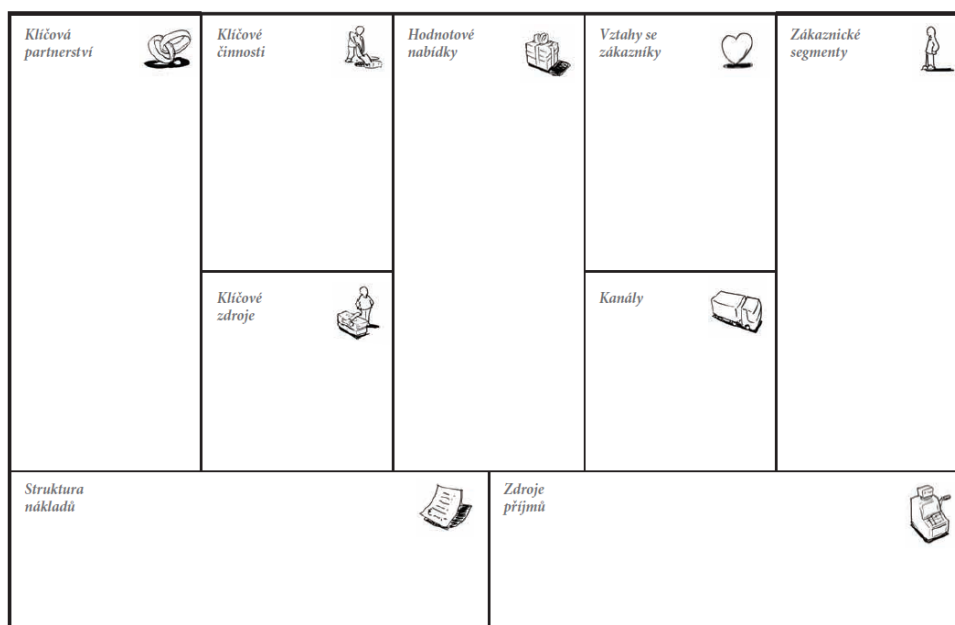 Klíčová
partnerství
Klíčové
činnosti
Klíčové
zdroje
Hodnotové
nabídky
Vztahy se
zákazníky
Kanály
Zákaznické
segmenty
Struktura
nákladů
Zdroje
příjmů